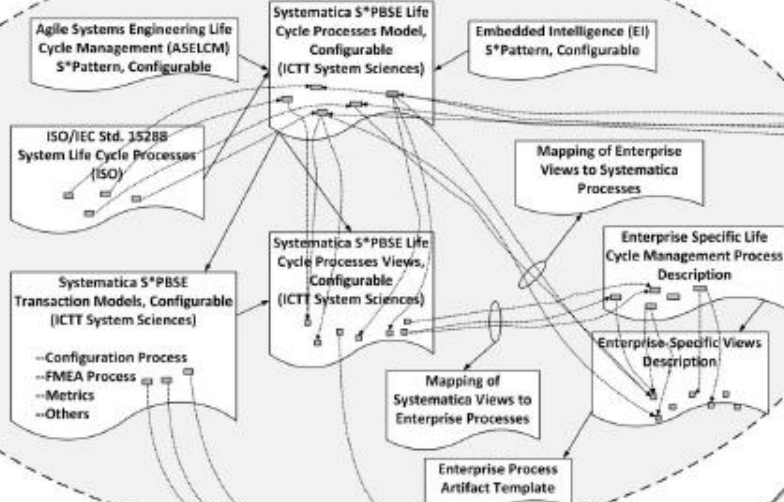 Agile Systems Engineering Life
Cycle Management (ASELCM)
S*Pattern, Configurable
Systematica S*PBSE Life
Cycle Processes Model,
Configurable
(ICTT System Sciences)
Embedded Intelligence (EI)
S*Pattern, Configurable
ISO/IEC Std. 15288
System Life Cycle Processes
(ISO)
Mapping of Enterprise
Views to Systematica
Processes
Systematica S*PBSE Life
Cycle Processes Views,
Configurable
(ICTT System Sciences)
Enterprise Specific Life
Cycle Management Process
Description
Systematica S*PBSE
Transaction Models, Configurable
(ICTT System Sciences)
--Configuration Process
--FMEA Process
--Metrics
--Others
Enterprise-Specific Views
Description
Mapping of
Systematica Views to
Enterprise Processes
Enterprise Process
Artifact Template